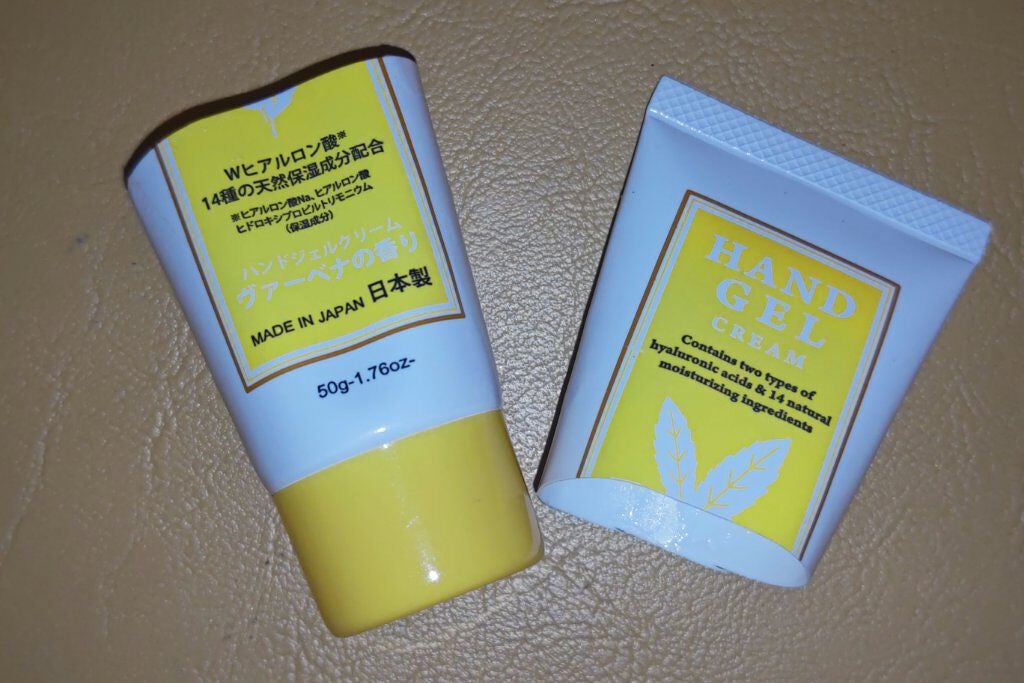 Wヒアルロン酸※
14種の天然保湿成分配合
※ヒアルロン酸Na、ヒアルロン酸
ヒドロキシプロピルトリモニウム
(保湿成分)
ハンドジェルクリーム
ヴァーベナの香り
MADE IN JAPAN 日本製
50g-1.76oz-
HAND
GEL
CREAM
Contains two types of
hyaluronic acids & 14 natural
moisturizing ingredients